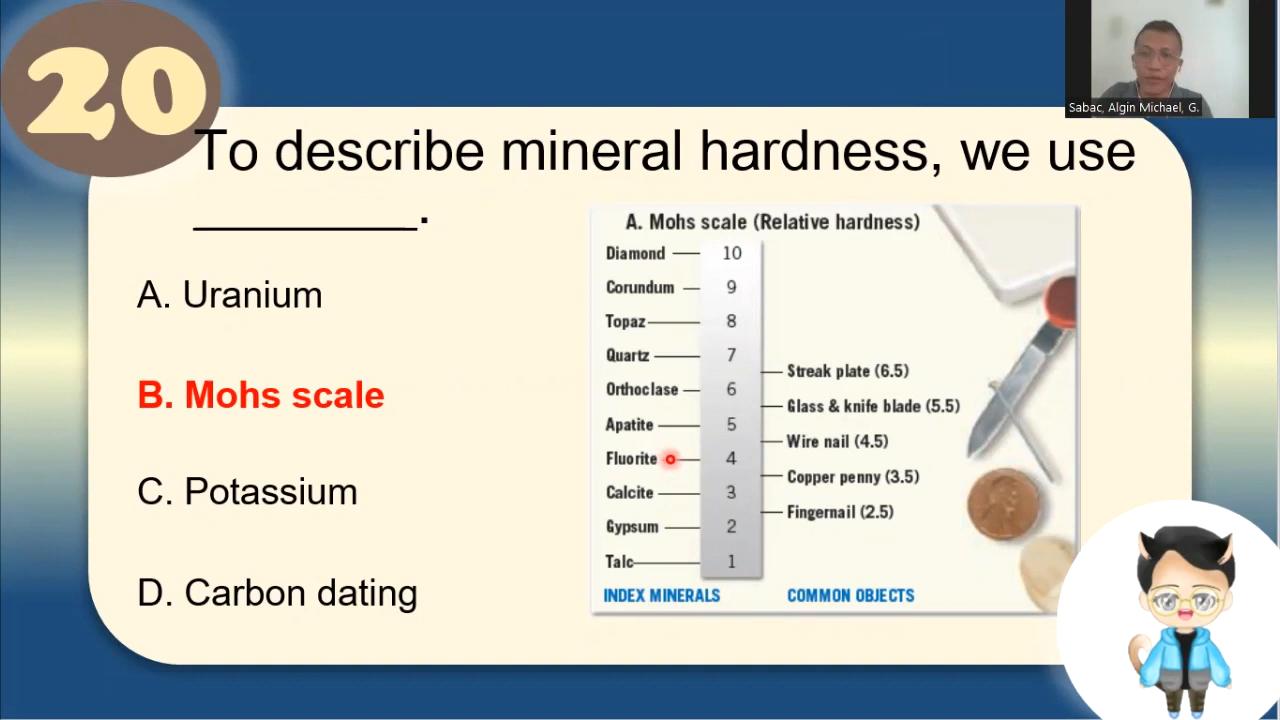 20
Sabac, Algin Michael, G.
To describe mineral hardness, we use
_________.
A. Uranium
B. Mohs scale
C. Potassium
D. Carbon dating
A. Mohs scale (Relative hardness)
Diamond 10
Corundum 9
Topaz 8
Quartz 7
Streak plate (6.5)
Orthoclase 6
Glass & knife blade (5.5)
Apatite 5
Wire nail (4.5)
Fluorite 4
Copper penny (3.5)
Calcite 3
Fingernail (2.5)
Gypsum 2
Talc 1
INDEX MINERALS COMMON OBJECTS